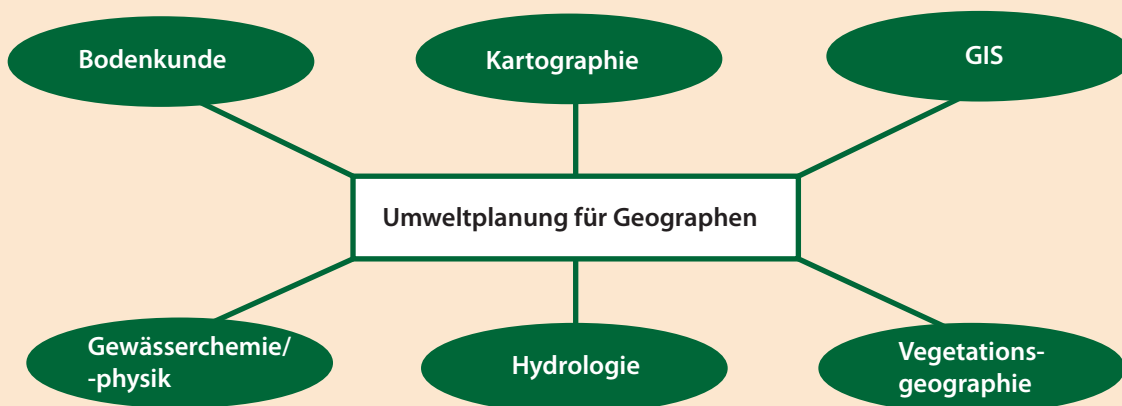 Bodenkunde
Kartographie
GIS
Umweltplanung für Geographen
Gewässerchemie/
-physik
Hydrologie
Vegetations-
geographie